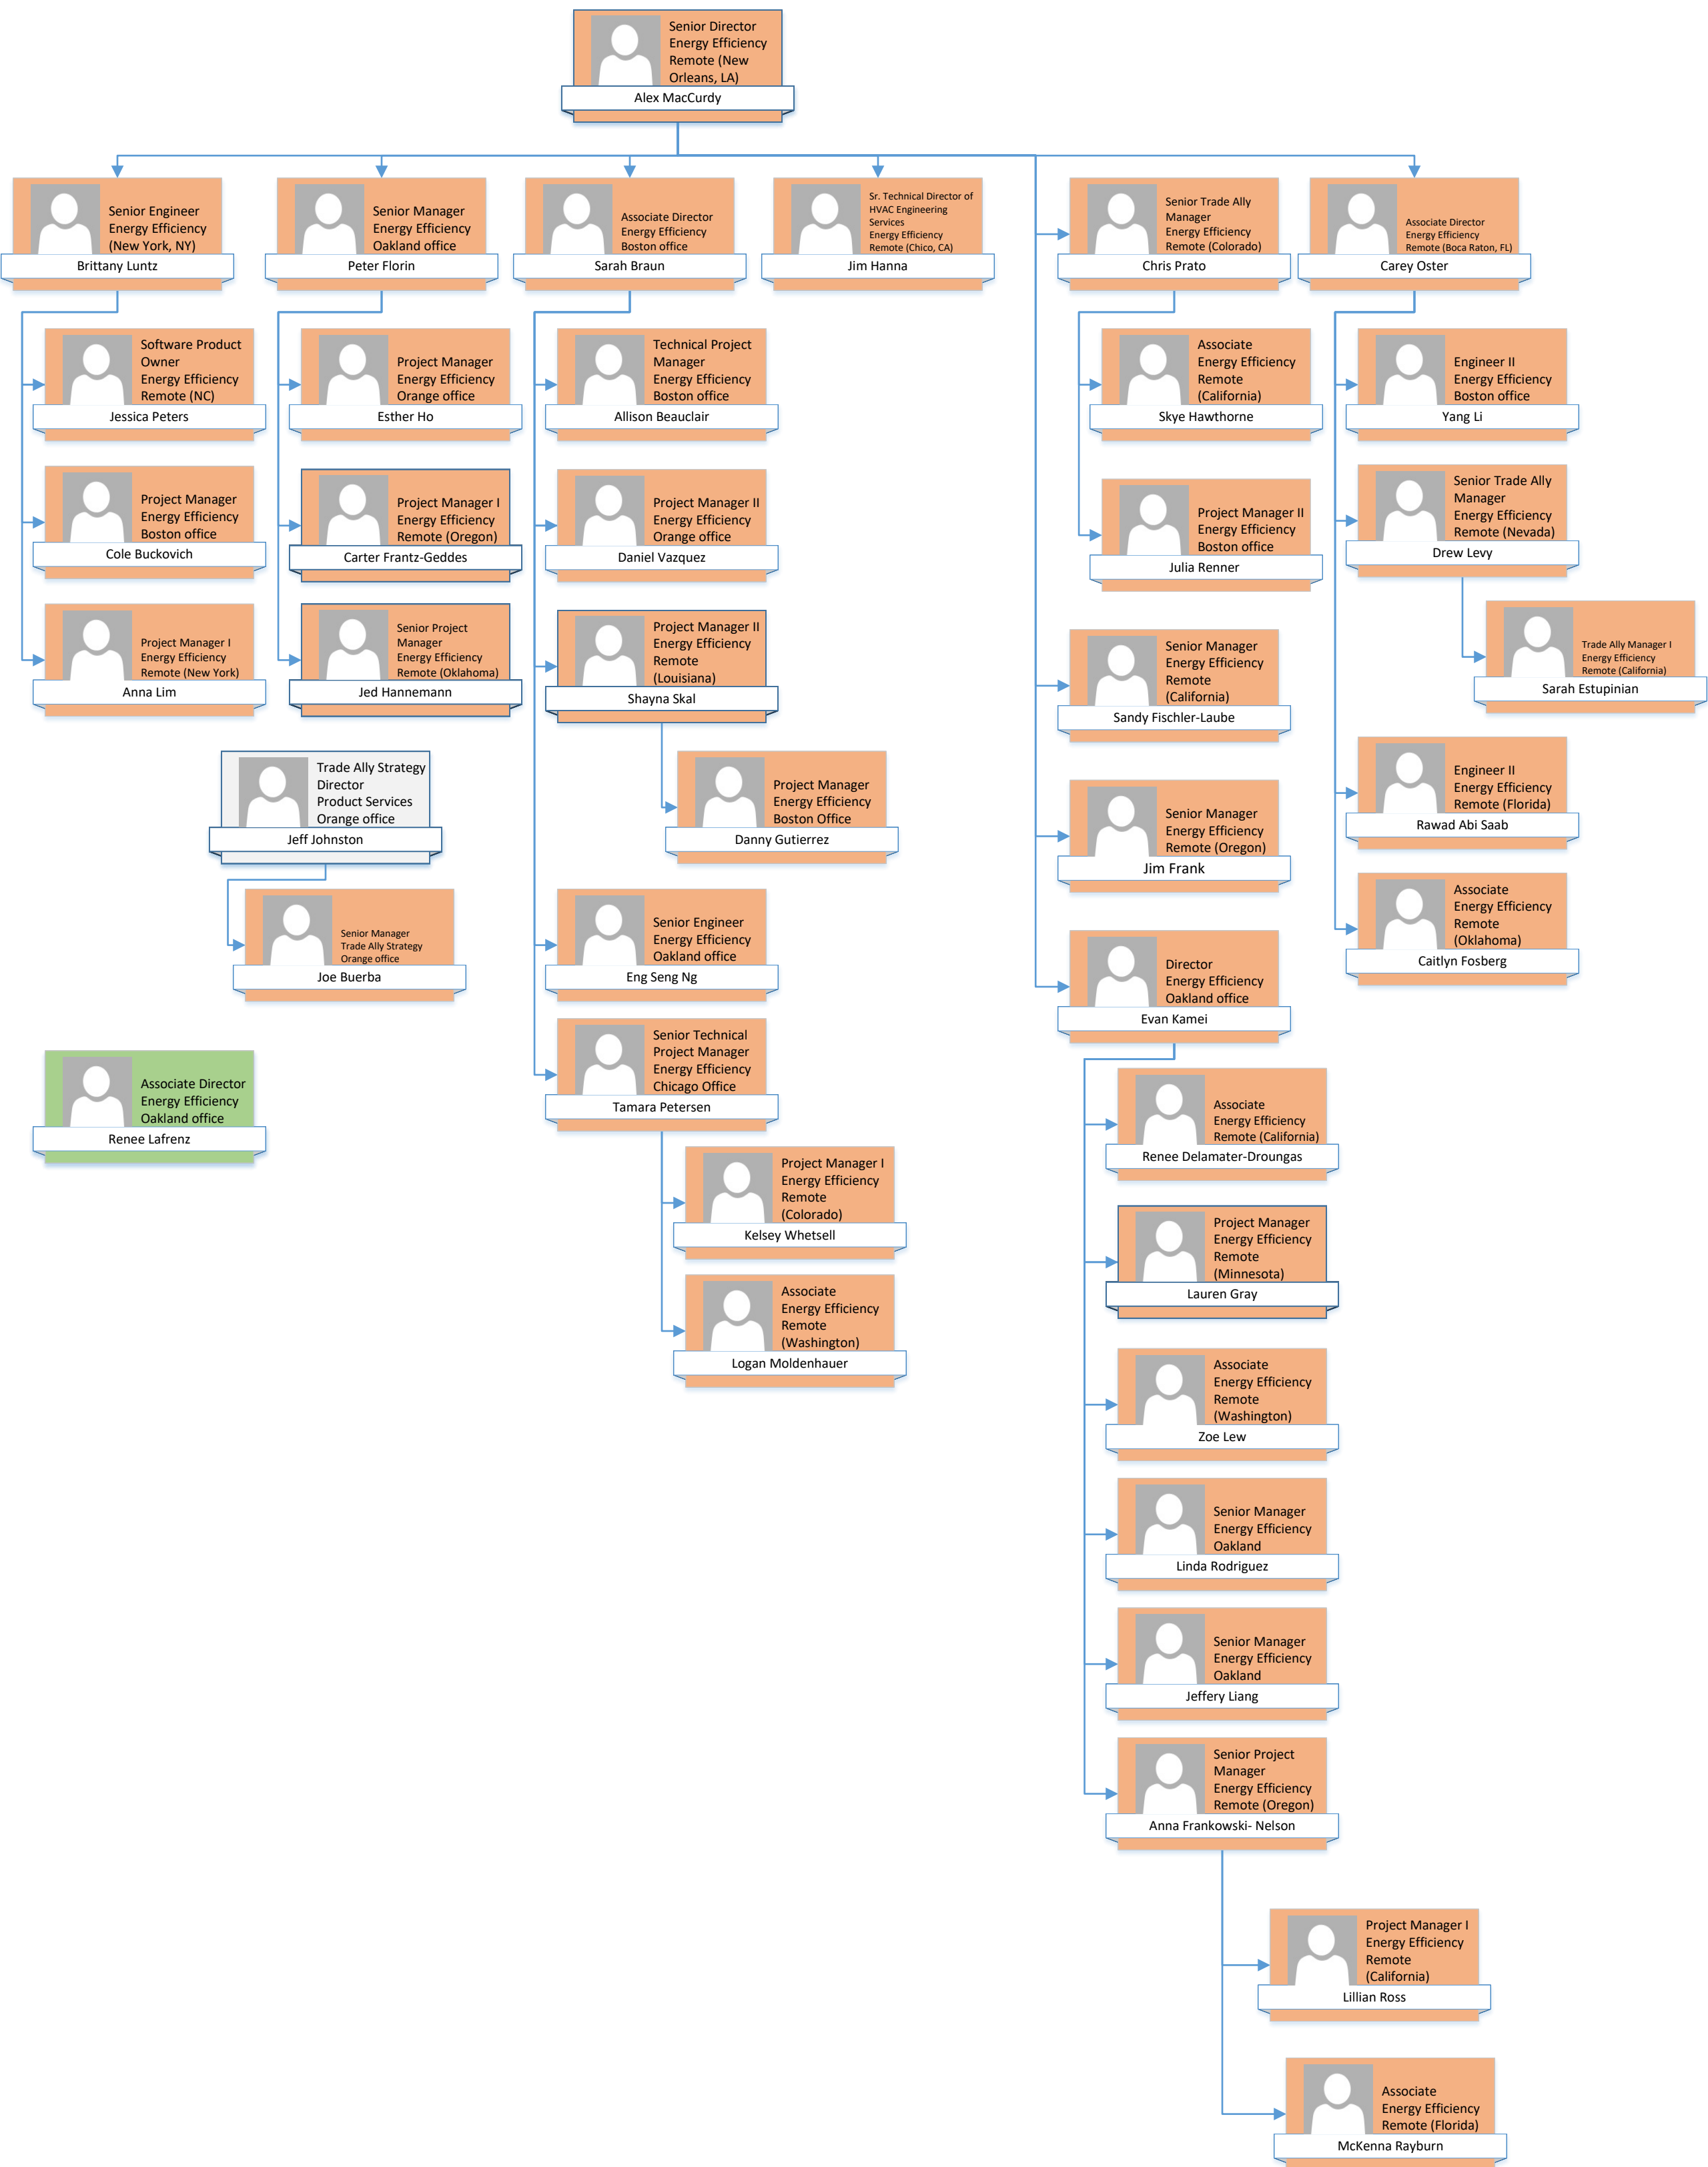 Senior Director
Energy Efficiency
Remote (New
Orleans, LA)
Alex MacCurdy
Senior Engineer
Energy Efficiency
(New York, NY)
Brittany Luntz
Senior Manager
Energy Efficiency
Oakland office
Peter Florin
Associate Director
Energy Efficiency
Boston office
Sarah Braun
Sr. Technical Director of
HVAC Engineering
Services
Energy Efficiency
Remote (Chico, CA)
Jim Hanna
Senior Trade Ally
Manager
Energy Efficiency
Remote (Colorado)
Chris Prato
Associate Director
Energy Efficiency
Remote (Boca Raton, FL)
Carey Oster
Software Product
Owner
Energy Efficiency
Remote (NC)
Jessica Peters
Project Manager
Energy Efficiency
Boston office
Cole Buckovich
Project Manager I
Energy Efficiency
Remote (New York)
Anna Lim
Project Manager
Energy Efficiency
Orange office
Esther Ho
Project Manager I
Energy Efficiency
Remote (Oregon)
Carter Frantz-Geddes
Senior Project
Manager
Energy Efficiency
Remote (Oklahoma)
Jed Hannemann
Trade Ally Strategy
Director
Product Services
Orange office
Jeff Johnston
Senior Manager
Trade Ally Strategy
Orange office
Joe Buerba
Associate Director
Energy Efficiency
Oakland office
Renee Lafrenz
Technical Project
Manager
Energy Efficiency
Boston office
Allison Beauclair
Project Manager II
Energy Efficiency
Orange office
Daniel Vazquez
Project Manager II
Energy Efficiency
Remote
(Louisiana)
Shayna Skal
Project Manager
Energy Efficiency
Boston Office
Danny Gutierrez
Senior Engineer
Energy Efficiency
Oakland office
Eng Seng Ng
Senior Technical
Project Manager
Energy Efficiency
Chicago Office
Tamara Petersen
Project Manager I
Energy Efficiency
Remote
(Colorado)
Kelsey Whetsell
Associate
Energy Efficiency
Remote
(Washington)
Logan Moldenhauer
Associate
Energy Efficiency
Remote
(California)
Skye Hawthorne
Project Manager II
Energy Efficiency
Boston office
Julia Renner
Senior Manager
Energy Efficiency
Remote
(California)
Sandy Fischler-Laube
Senior Manager
Energy Efficiency
Remote (Oregon)
Jim Frank
Director
Energy Efficiency
Oakland office
Evan Kamei
Associate
Energy Efficiency
Remote (California)
Renee Delamater-Droungas
Project Manager
Energy Efficiency
Remote
(Minnesota)
Lauren Gray
Associate
Energy Efficiency
Remote
(Washington)
Zoe Lew
Senior Manager
Energy Efficiency
Oakland
Linda Rodriguez
Senior Manager
Energy Efficiency
Oakland
Jeffery Liang
Senior Project
Manager
Energy Efficiency
Remote (Oregon)
Anna Frankowski- Nelson
Project Manager I
Energy Efficiency
Remote
(California)
Lillian Ross
Associate
Energy Efficiency
Remote (Florida)
McKenna Rayburn
Engineer II
Energy Efficiency
Boston office
Yang Li
Senior Trade Ally
Manager
Energy Efficiency
Remote (Nevada)
Drew Levy
Trade Ally Manager I
Energy Efficiency
Remote (California)
Sarah Estupinian
Engineer II
Energy Efficiency
Remote (Florida)
Rawad Abi Saab
Associate
Energy Efficiency
Remote
(Oklahoma)
Caitlyn Fosberg